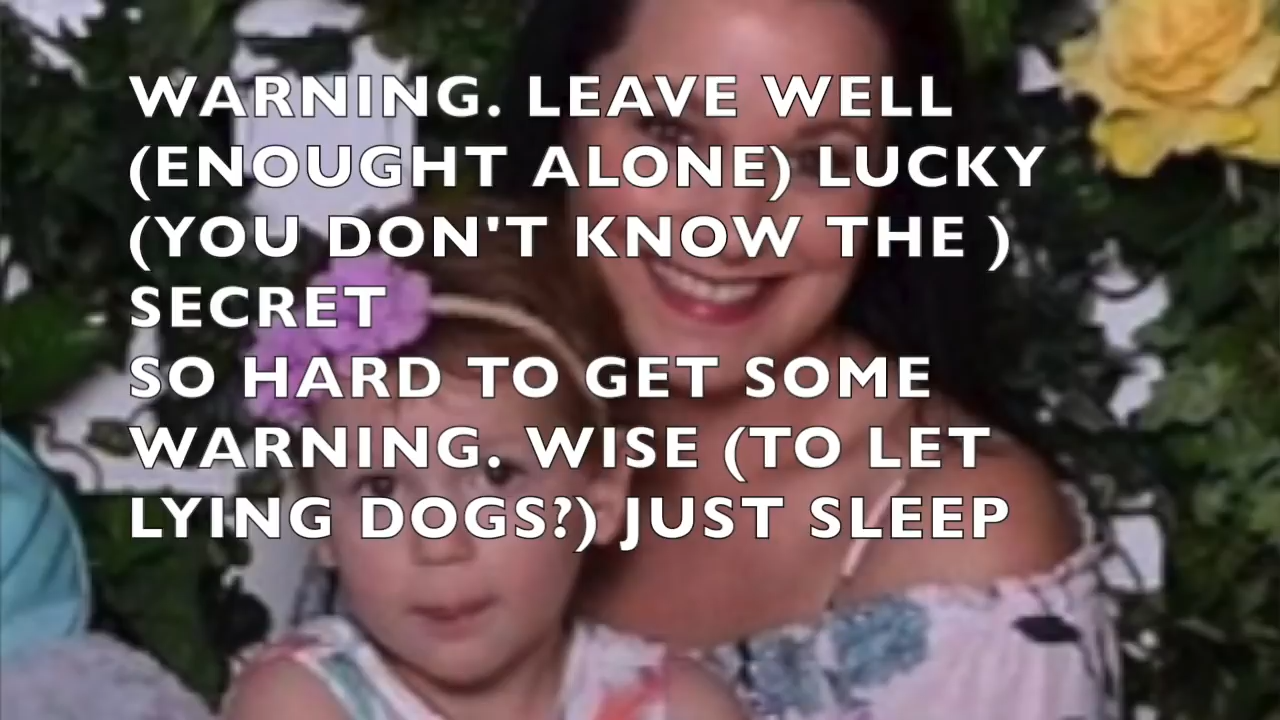 WARNING. LEAVE WELL
(ENOUGHT ALONE) LUCKY
(YOU DON'T KNOW THE )
SECRET
SO HARD TO GET SOME
WARNING. WISE (TO LET
LYING DOGS?) JUST SLEEP